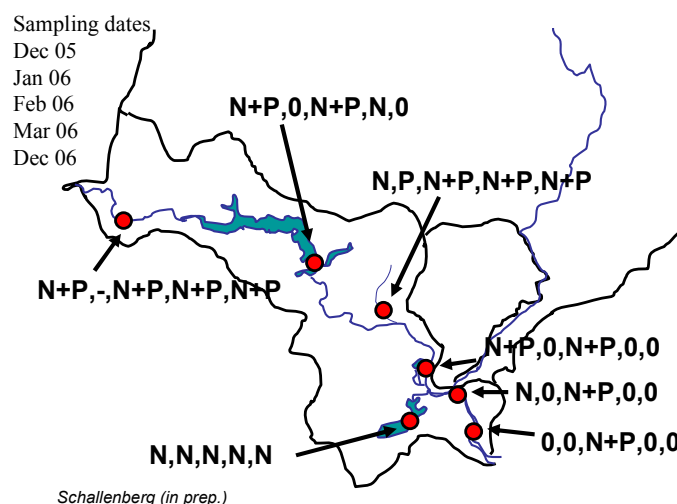 Sampling dates
Dec 05
Jan 06
Feb 06
Mar 06
Dec 06
N+P,0,N+P,N,0
N,P,N+P,N+P,N+P
N+P,-,N+P,N+P,N+P
N+P,0,N+P,0,0
N,0,N+P,0,0
0,0,N+P,0,0
N,N,N,N,N
Schallenberg (in prep.)